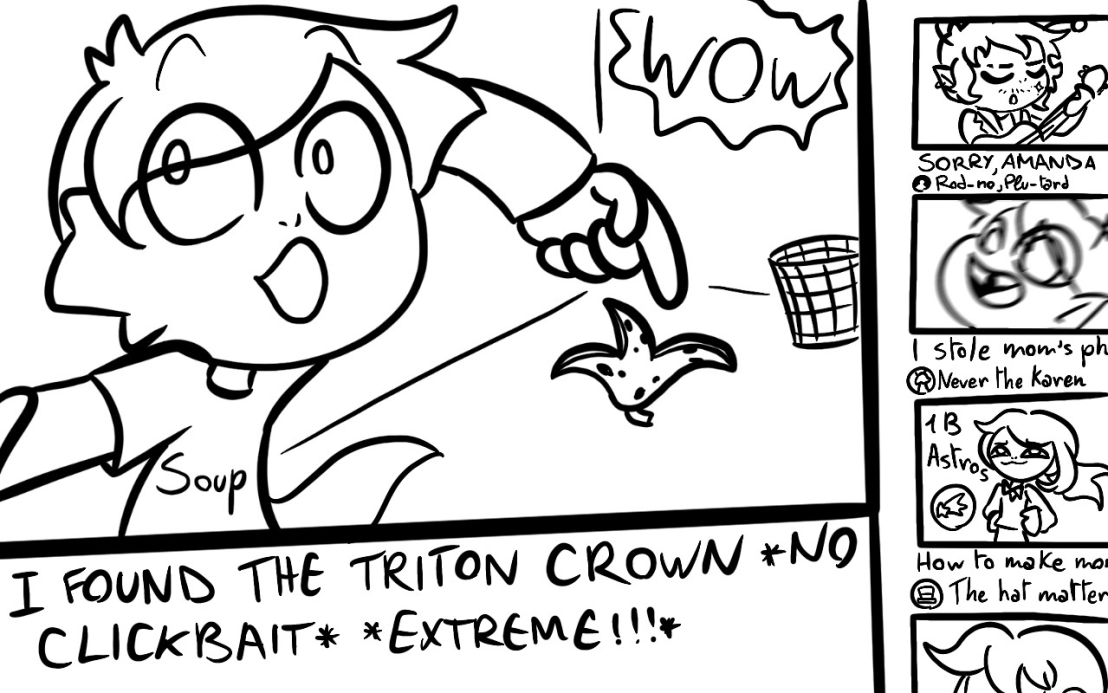 WOW
Soup
I FOUND THE TRITON CROWN *NO
CLICKBAIT* *EXTREME!!!*
SORRY, AMANDA
Rod-no, Plu-tard
I stole mom's ph
Never the Karen
1B
Astros
How to make mo
The hat matter